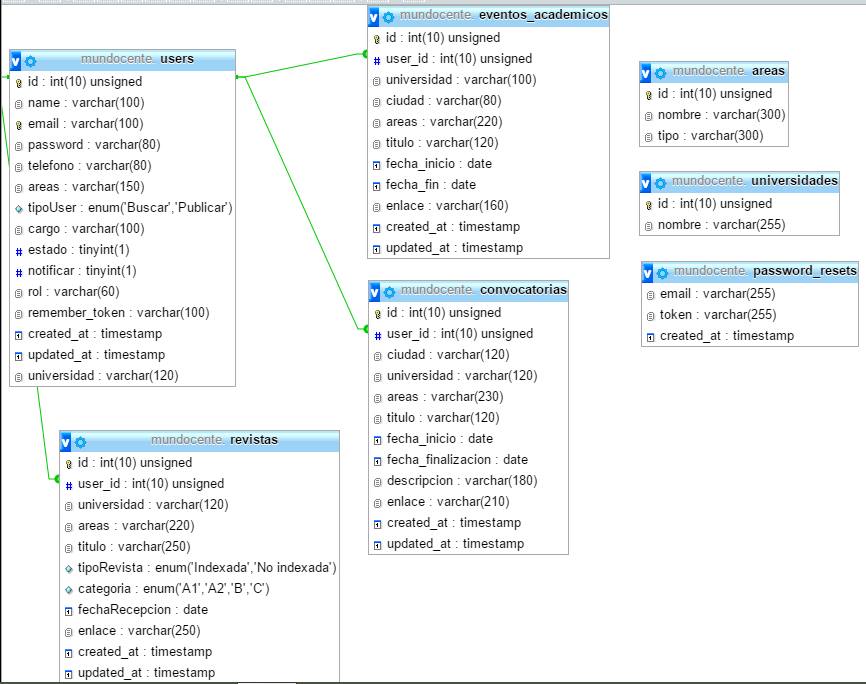 mundocente. users
id : int(10) unsigned
name : varchar(100)
email : varchar(100)
password : varchar(80)
telefono : varchar(80)
areas : varchar(150)
tipoUser : enum('Buscar','Publicar')
cargo : varchar(100)
estado : tinyint(1)
notificar : tinyint(1)
rol : varchar(60)
remember_token : varchar(100)
created_at : timestamp
updated_at : timestamp
universidad : varchar(120)
mundocente. revistas
id : int(10) unsigned
user_id : int(10) unsigned
universidad : varchar(120)
areas : varchar(220)
titulo : varchar(250)
tipoRevista : enum('Indexada','No indexada')
categoria : enum('A1','A2','B','C')
fechaRecepcion : date
enlace : varchar(250)
created_at : timestamp
updated_at : timestamp
mundocente. eventos_academicos
id : int(10) unsigned
user_id : int(10) unsigned
universidad : varchar(100)
ciudad : varchar(80)
areas : varchar(220)
titulo : varchar(120)
fecha_inicio : date
fecha_fin : date
enlace : varchar(160)
created_at : timestamp
updated_at : timestamp
mundocente. convocatorias
id : int(10) unsigned
user_id : int(10) unsigned
ciudad : varchar(120)
universidad : varchar(120)
areas : varchar(230)
titulo : varchar(120)
fecha_inicio : date
fecha_finalizacion : date
descripcion : varchar(180)
enlace : varchar(210)
created_at : timestamp
updated_at : timestamp
mundocente. areas
id : int(10) unsigned
nombre : varchar(300)
tipo : varchar(300)
mundocente. universidades
id : int(10) unsigned
nombre : varchar(255)
mundocente. password_resets
email : varchar(255)
token : varchar(255)
created_at : timestamp